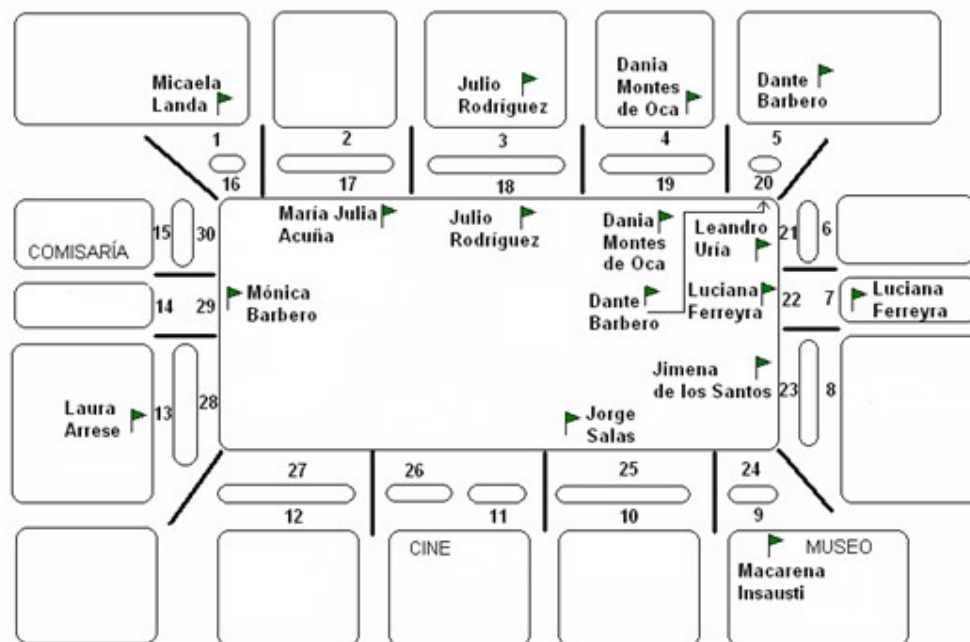 Micaela
Landa
Julio
Rodríguez
Dania
Montes
de Oca
Dante
Barbero
1
2
3
4
5
16
17
18
19
20
María Julia
Acuña
Julio
Rodríguez
Dania
Montes
de Oca
Leandro
Uría
15
30
COMISARÍA
21
6
14
29
Mónica
Barbero
Dante
Barbero
Luciana
Ferreyra
22
7
Luciana
Ferreyra
Laura
Arrese
13
28
Jimena
de los Santos
23
8
Jorge
Salas
27
26
25
24
12
11
10
9
CINE
MUSEO
Macarena
Insausti